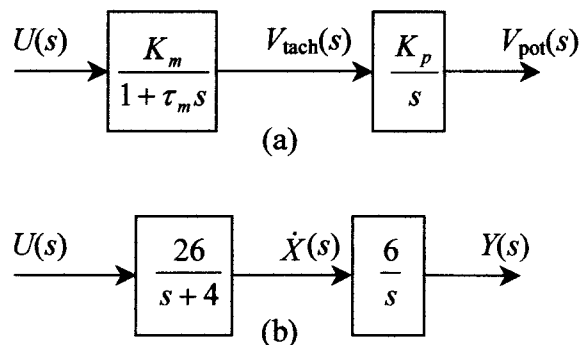 U(s) K_m / (1 + τ_m s) V_tach(s) K_p / s V_pot(s)
(a)
U(s) 26 / (s + 4) Ẋ(s) 6 / s Y(s)
(b)